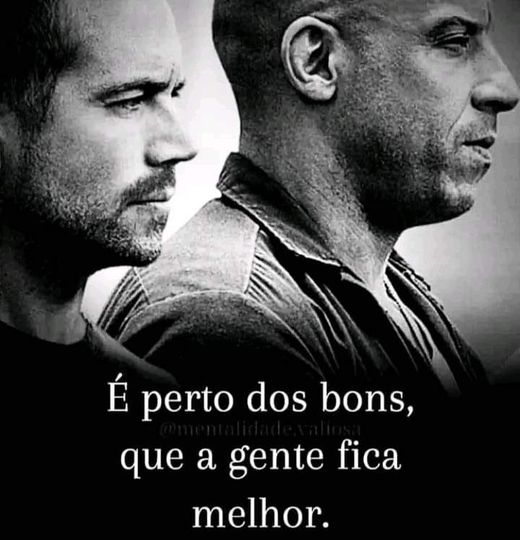 É perto dos bons,
@mentalidade.valiosa
que a gente fica
melhor.